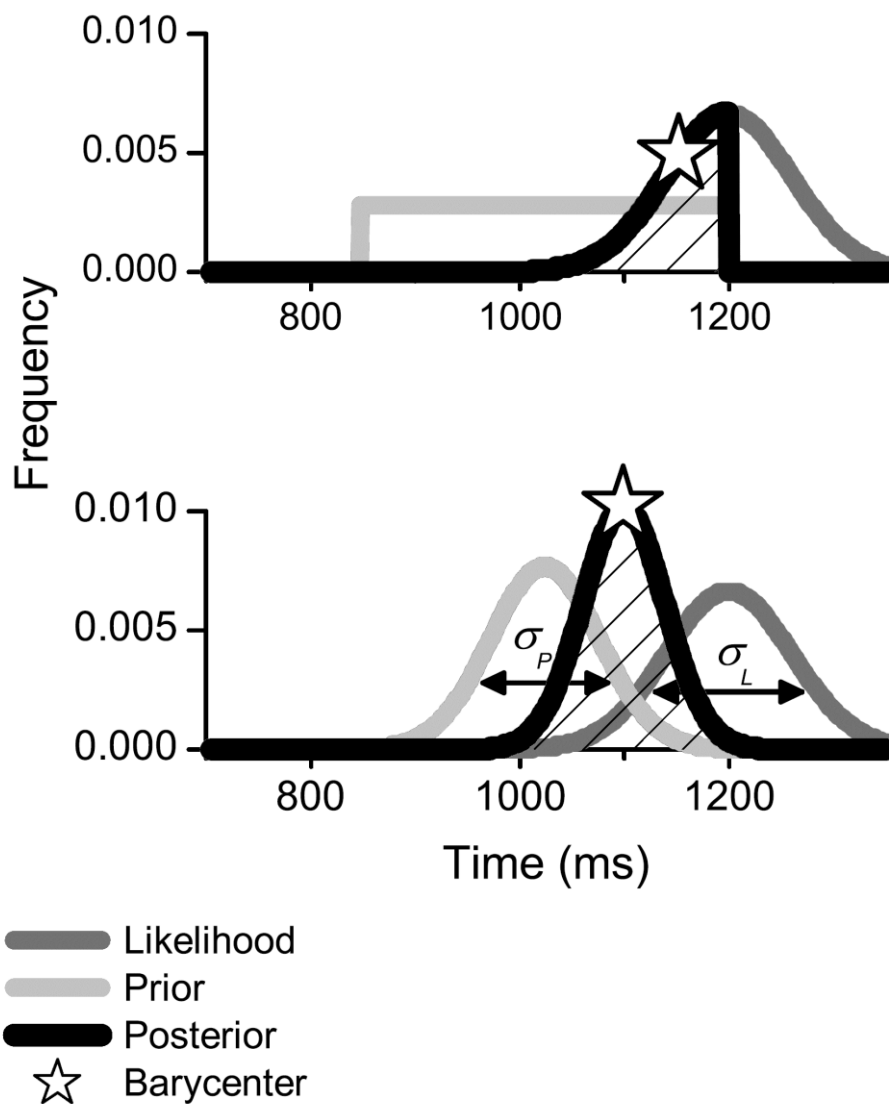 0.010
0.005
0.000
800 1000 1200
Frequency
0.010
0.005
0.000
σP
σL
800 1000 1200
Time (ms)
Likelihood
Prior
Posterior
Barycenter